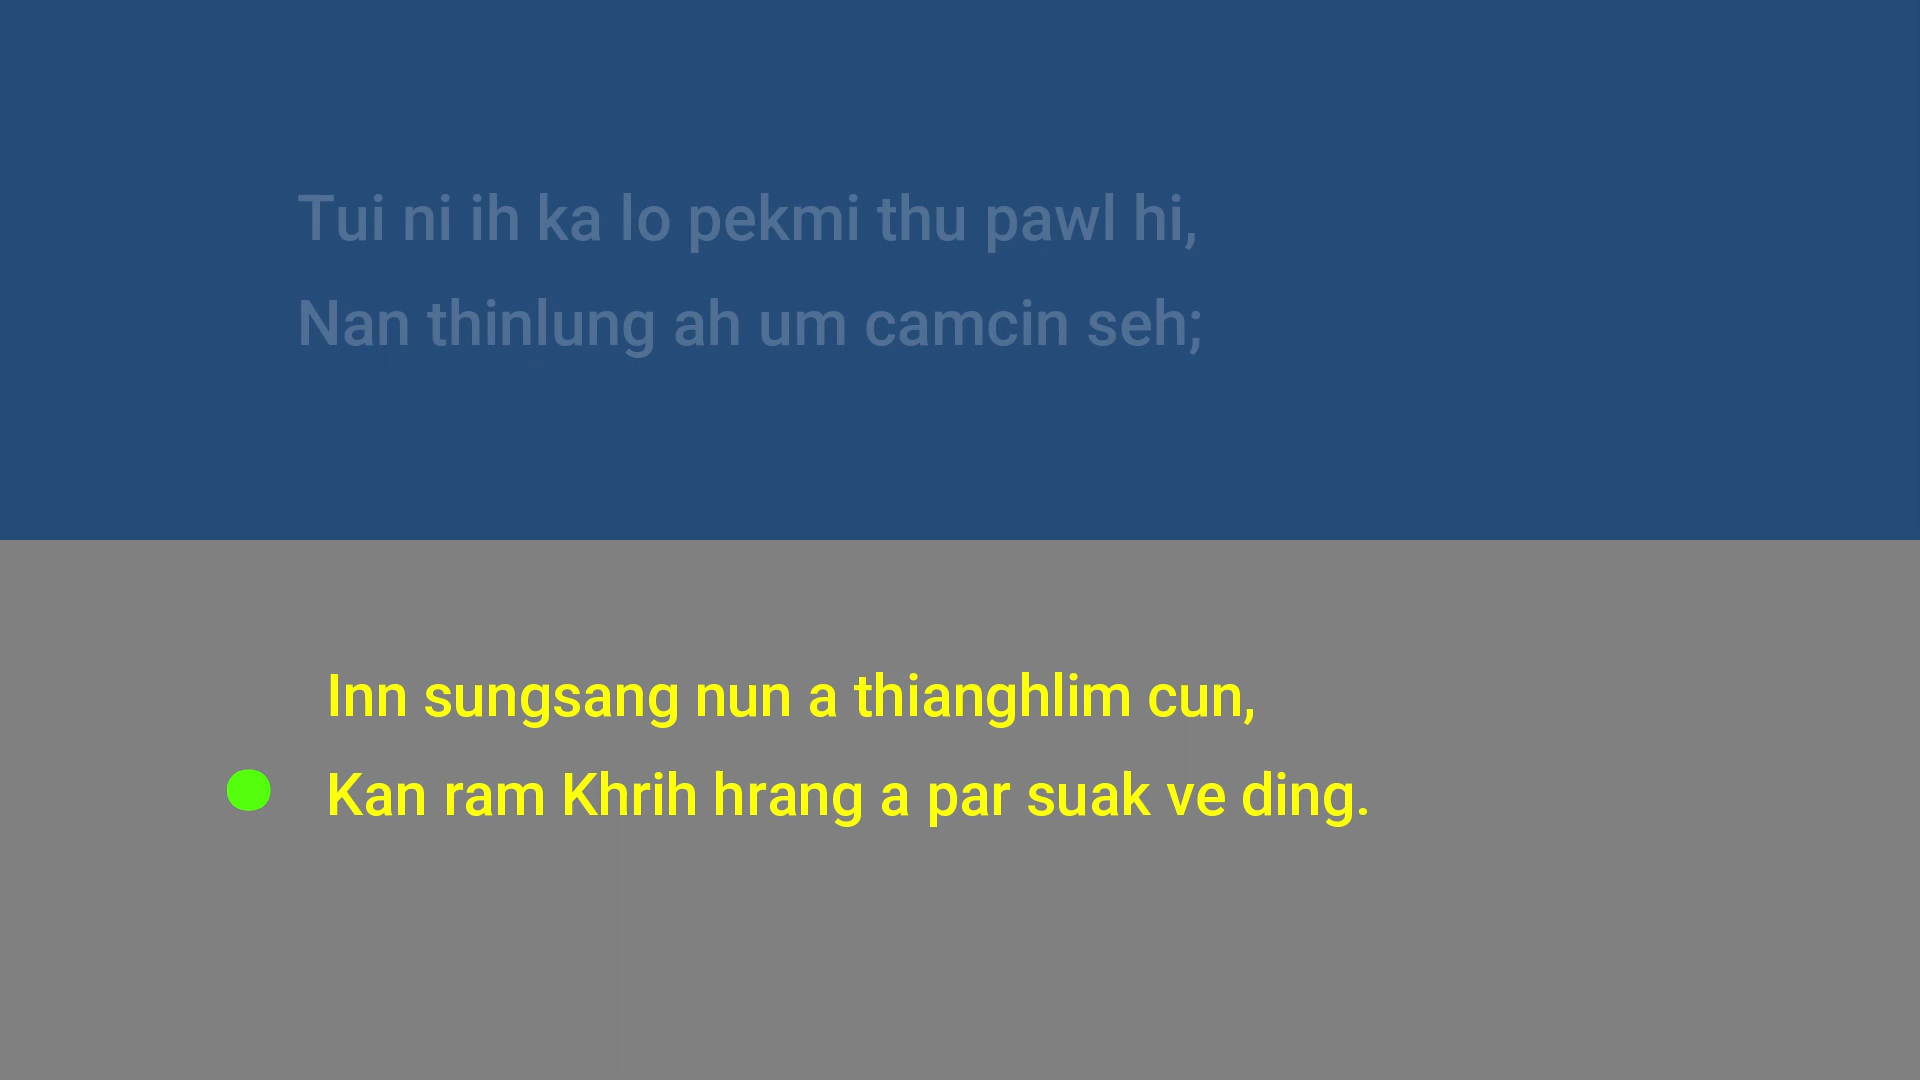 Tui ni ih ka lo pekmi thu pawl hi,
Nan thinlung ah um camcin seh;
Inn sungsang nun a thianghlim cun,
Kan ram Khrih hrang a par suak ve ding.